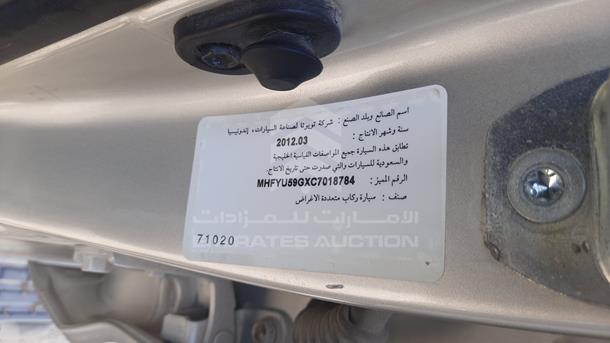 اسم الصانع وبلد الصنع : شركة تويوتا لصناعة السيارات، إندونيسيا
سنة وشهر الانتاج : 2012.03
تطابق هذه السيارة جميع المواصفات القياسية الخليجية
والسعودية للسيارات والتي صدرت حتى تاريخ الانتاج.
الرقم المميز : MHFYU59GXC7018784
صنف : سيارة ركاب متعددة الاغراض
الإمارات للمزادات
EMIRATES AUCTION
71020